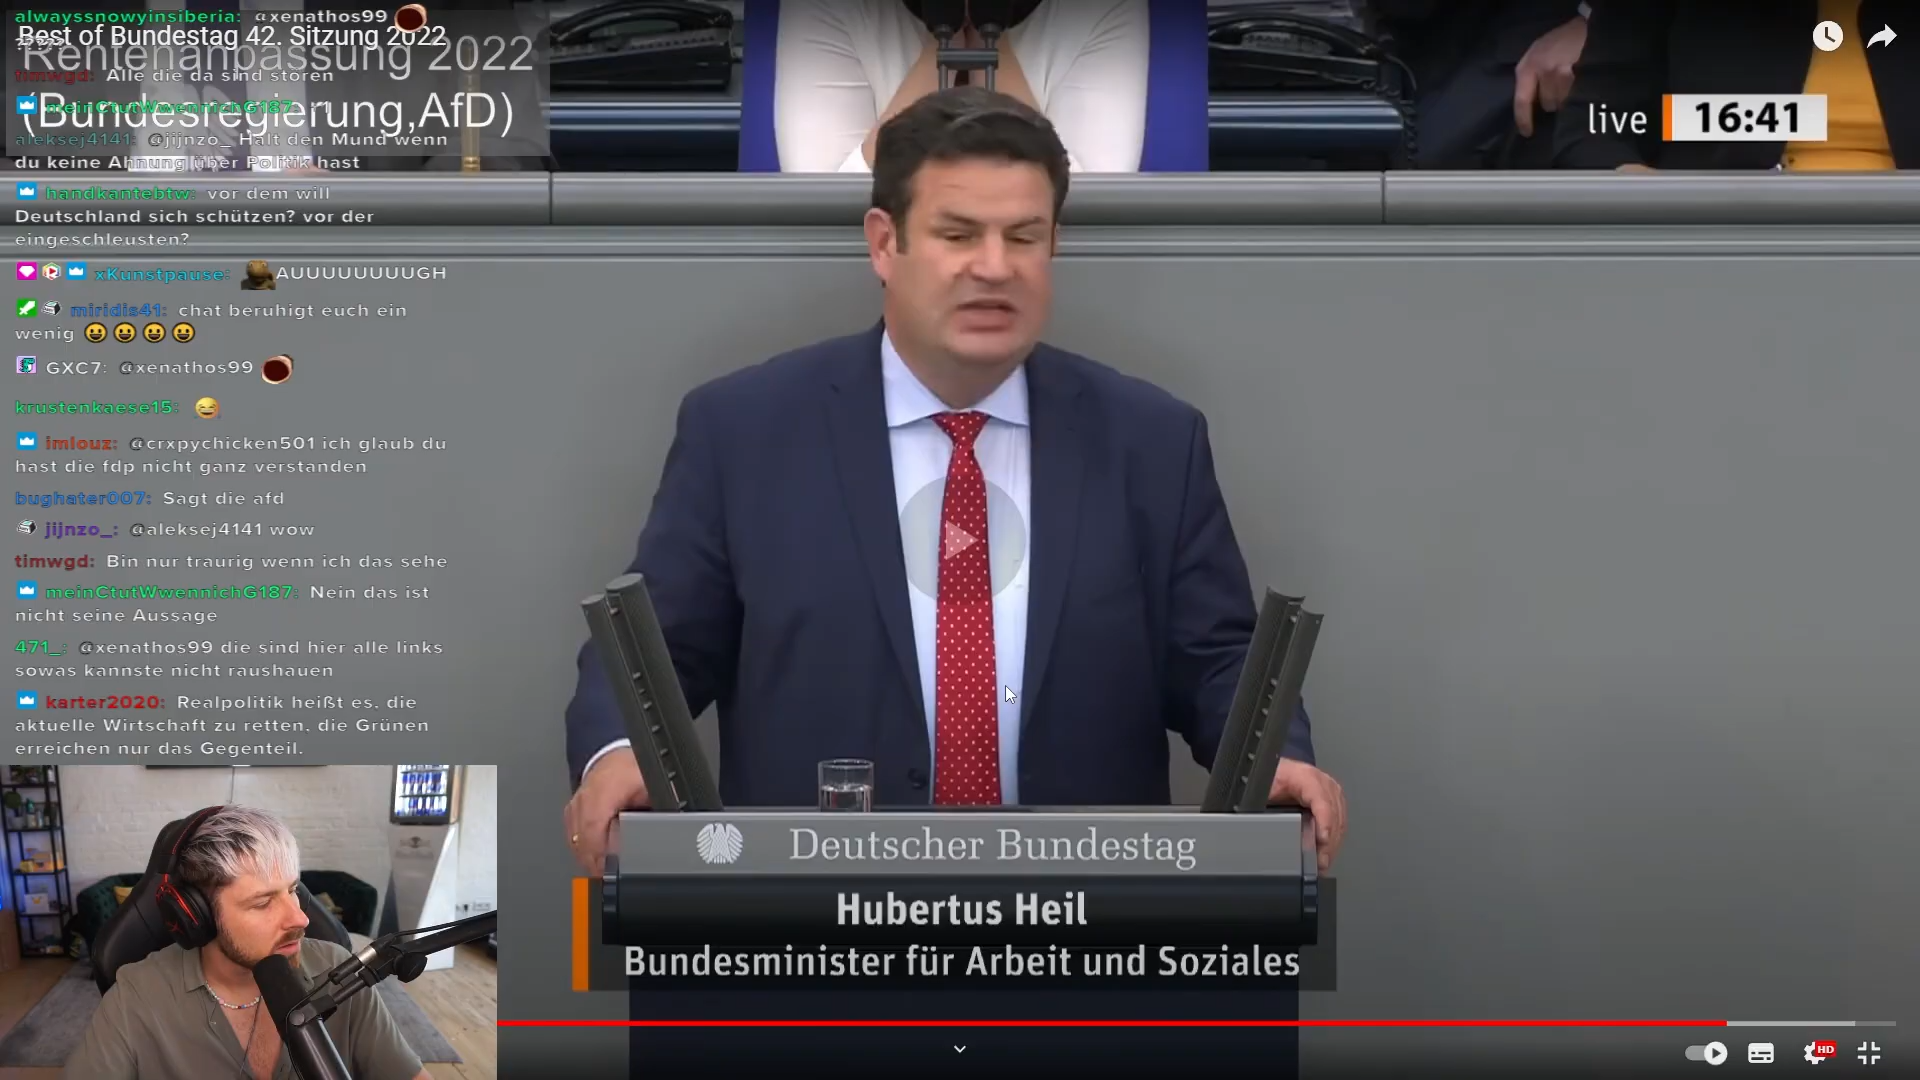 alwayssnowyinsiberia: @xenathos99
?????
Best of Bundestag 42. Sitzung 2022
Rentenanpassung 2022
(Bundesregierung,AfD)
timwgd: Alle die da sind stören
meinCtutWwennichG187: 1
aleksej4141: @jijnzo_ Halt den Mund wenn
du keine Ahnung über Politik hast
handkantebtw: vor dem will
Deutschland sich schützen? vor der
eingeschleusten?
xKunstpause: AUUUUUUUUUGH
miridis41: chat beruhigt euch ein
wenig
GXC7: @xenathos99
krustenkaese15:
imlouz: @crxpychicken501 ich glaub du
hast die fdp nicht ganz verstanden
bughater007: Sagt die afd
jijnzo_: @aleksej4141 wow
timwgd: Bin nur traurig wenn ich das sehe
meinCtutWwennichG187: Nein das ist
nicht seine Aussage
471_: @xenathos99 die sind hier alle links
sowas kannste nicht raushauen
karter2020: Realpolitik heißt es, die
aktuelle Wirtschaft zu retten, die Grünen
erreichen nur das Gegenteil.
live 16:41
Deutscher Bundestag
Hubertus Heil
Bundesminister für Arbeit und Soziales
HD